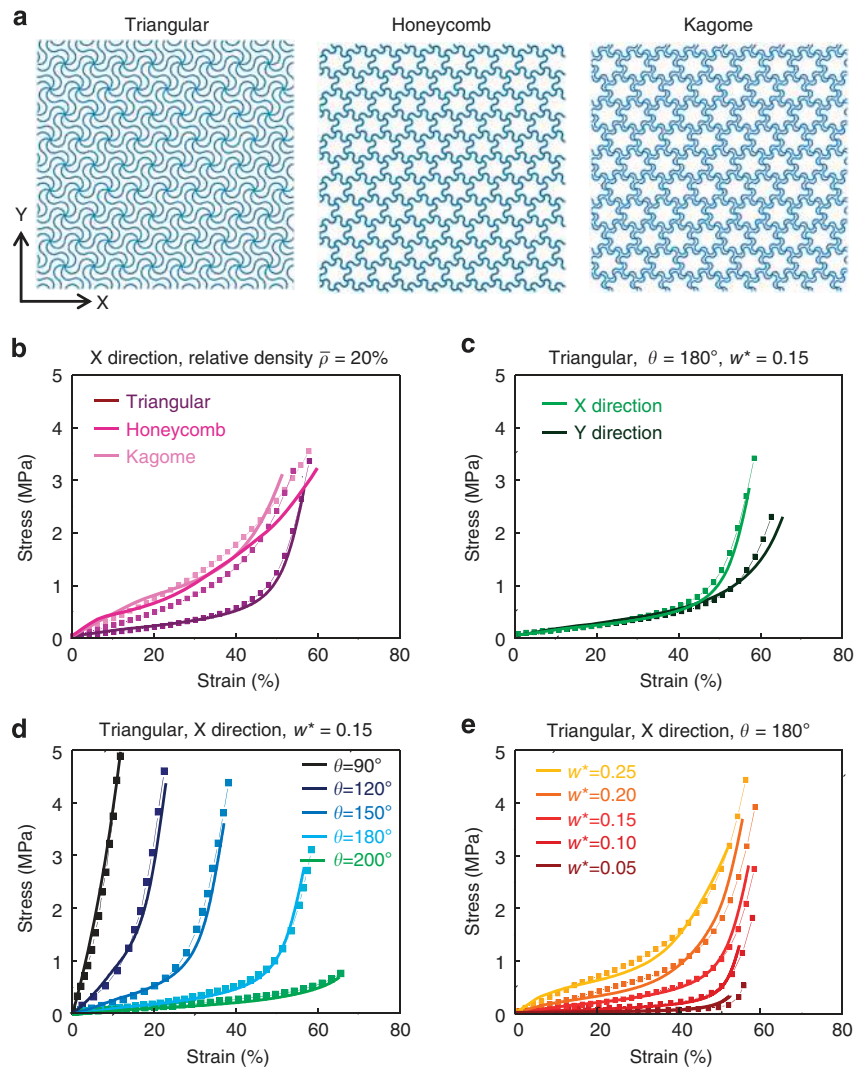 a
Triangular
Honeycomb
Kagome
Y
X
b
X direction, relative density ρ̅ = 20%
5
4
3
2
1
0
Stress (MPa)
Triangular
Honeycomb
Kagome
0 20 40 60 80
Strain (%)
c
Triangular, θ = 180°, w* = 0.15
5
4
3
2
1
0
Stress (MPa)
X direction
Y direction
0 20 40 60 80
Strain (%)
d
Triangular, X direction, w* = 0.15
5
4
3
2
1
0
Stress (MPa)
θ=90°
θ=120°
θ=150°
θ=180°
θ=200°
0 20 40 60 80
Strain (%)
e
Triangular, X direction, θ = 180°
5
4
3
2
1
0
Stress (MPa)
w*=0.25
w*=0.20
w*=0.15
w*=0.10
w*=0.05
0 20 40 60 80
Strain (%)